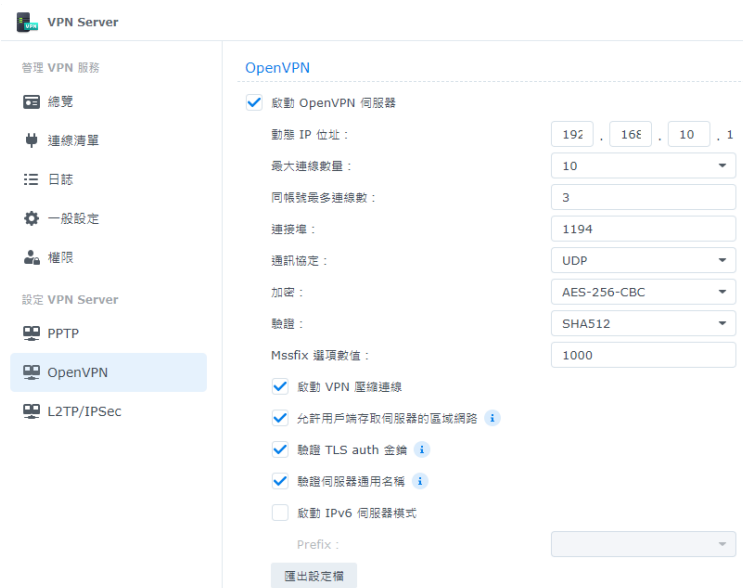 VPN
VPN Server
管理 VPN 服務
總覽
連線清單
日誌
一般設定
權限
設定 VPN Server
PPTP
OpenVPN
L2TP/IPSec
OpenVPN
啟動 OpenVPN 伺服器
動態 IP 位址： 192 . 168 . 10 . 1
最大連線數量： 10
同帳號最多連線數： 3
連接埠： 1194
通訊協定： UDP
加密： AES-256-CBC
驗證： SHA512
Mssfix 選項數值： 1000
啟動 VPN 壓縮連線
允許用戶端存取伺服器的區域網路 i
驗證 TLS auth 金鑰 i
驗證伺服器通用名稱 i
啟動 IPv6 伺服器模式
Prefix：
匯出設定檔